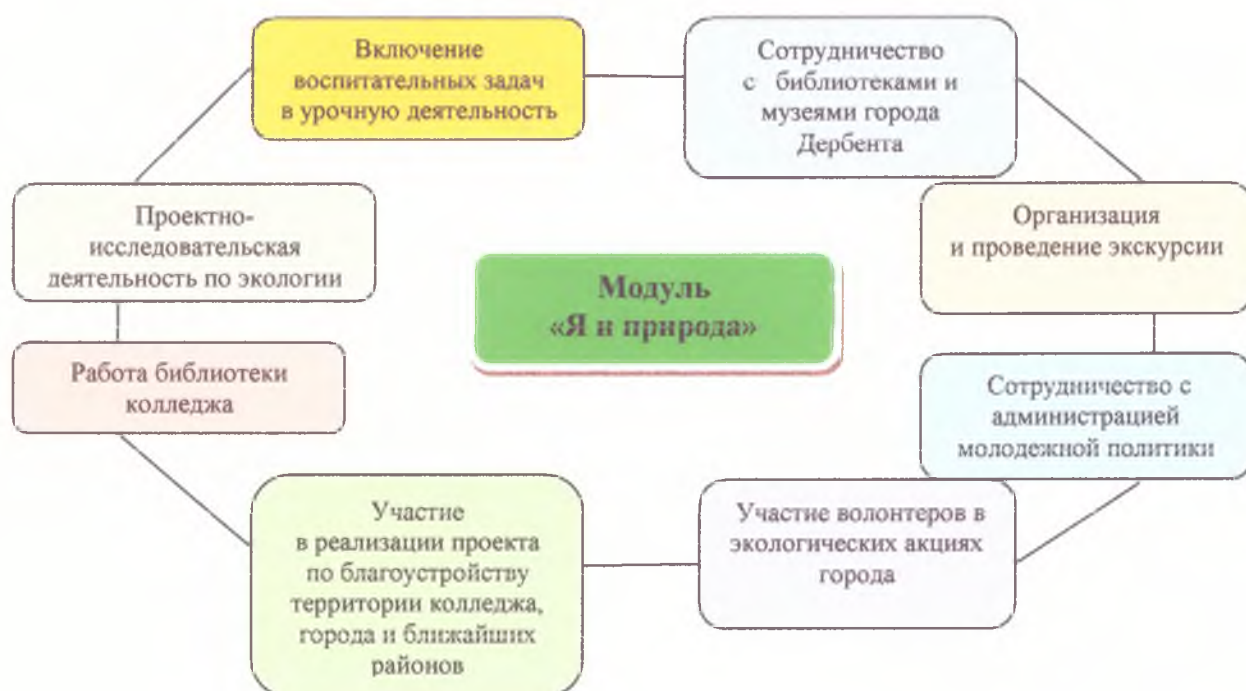 Включение
воспитательных задач
в урочную деятельность
Сотрудничество
с библиотеками и
музеями города
Дербента
Проектно-
исследовательская
деятельность по экологии
Организация
и проведение экскурсии
Модуль
«Я и природа»
Работа библиотеки
колледжа
Сотрудничество с
администрацией
молодежной политики
Участие
в реализации проекта
по благоустройству
территории колледжа,
города и ближайших
районов
Участие волонтеров в
экологических акциях
города